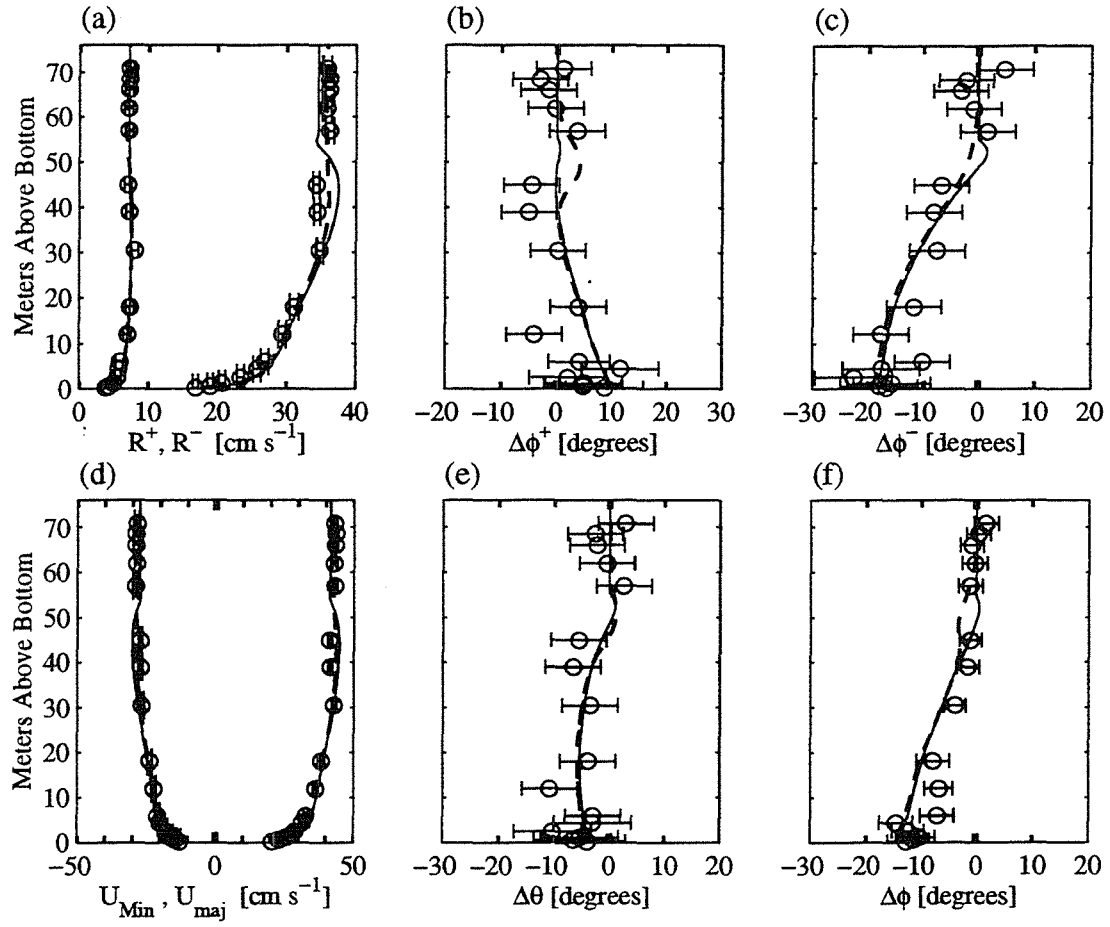 (a)
(b)
(c)
Meters Above Bottom
70
60
50
40
30
20
10
0
0 10 20 30 40
R⁺, R⁻ [cm s⁻¹]
−20 −10 0 10 20 30
Δϕ⁺ [degrees]
−30 −20 −10 0 10 20
Δϕ⁻ [degrees]
(d)
(e)
(f)
Meters Above Bottom
70
60
50
40
30
20
10
0
−50 0 50
U_Min, U_maj [cm s⁻¹]
−30 −20 −10 0 10 20
Δθ [degrees]
−30 −20 −10 0 10 20
Δϕ [degrees]